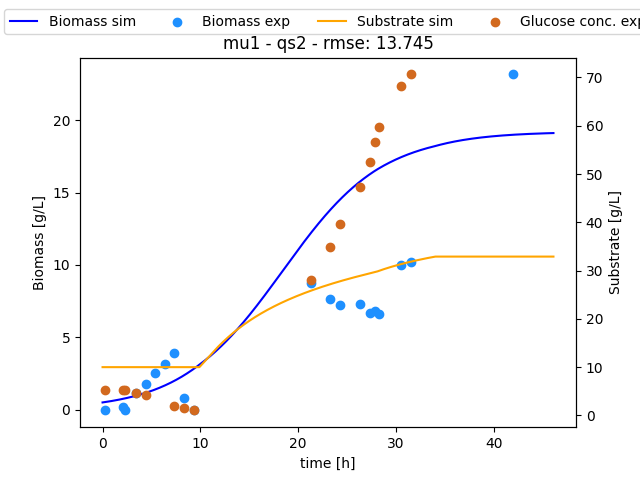 Biomass sim Biomass exp Substrate sim Glucose conc. exp
mu1 - qs2 - rmse: 13.745
Biomass [g/L]
20
15
10
5
0
70
60
50
40
30
20
10
0
Substrate [g/L]
0 10 20 30 40
time [h]